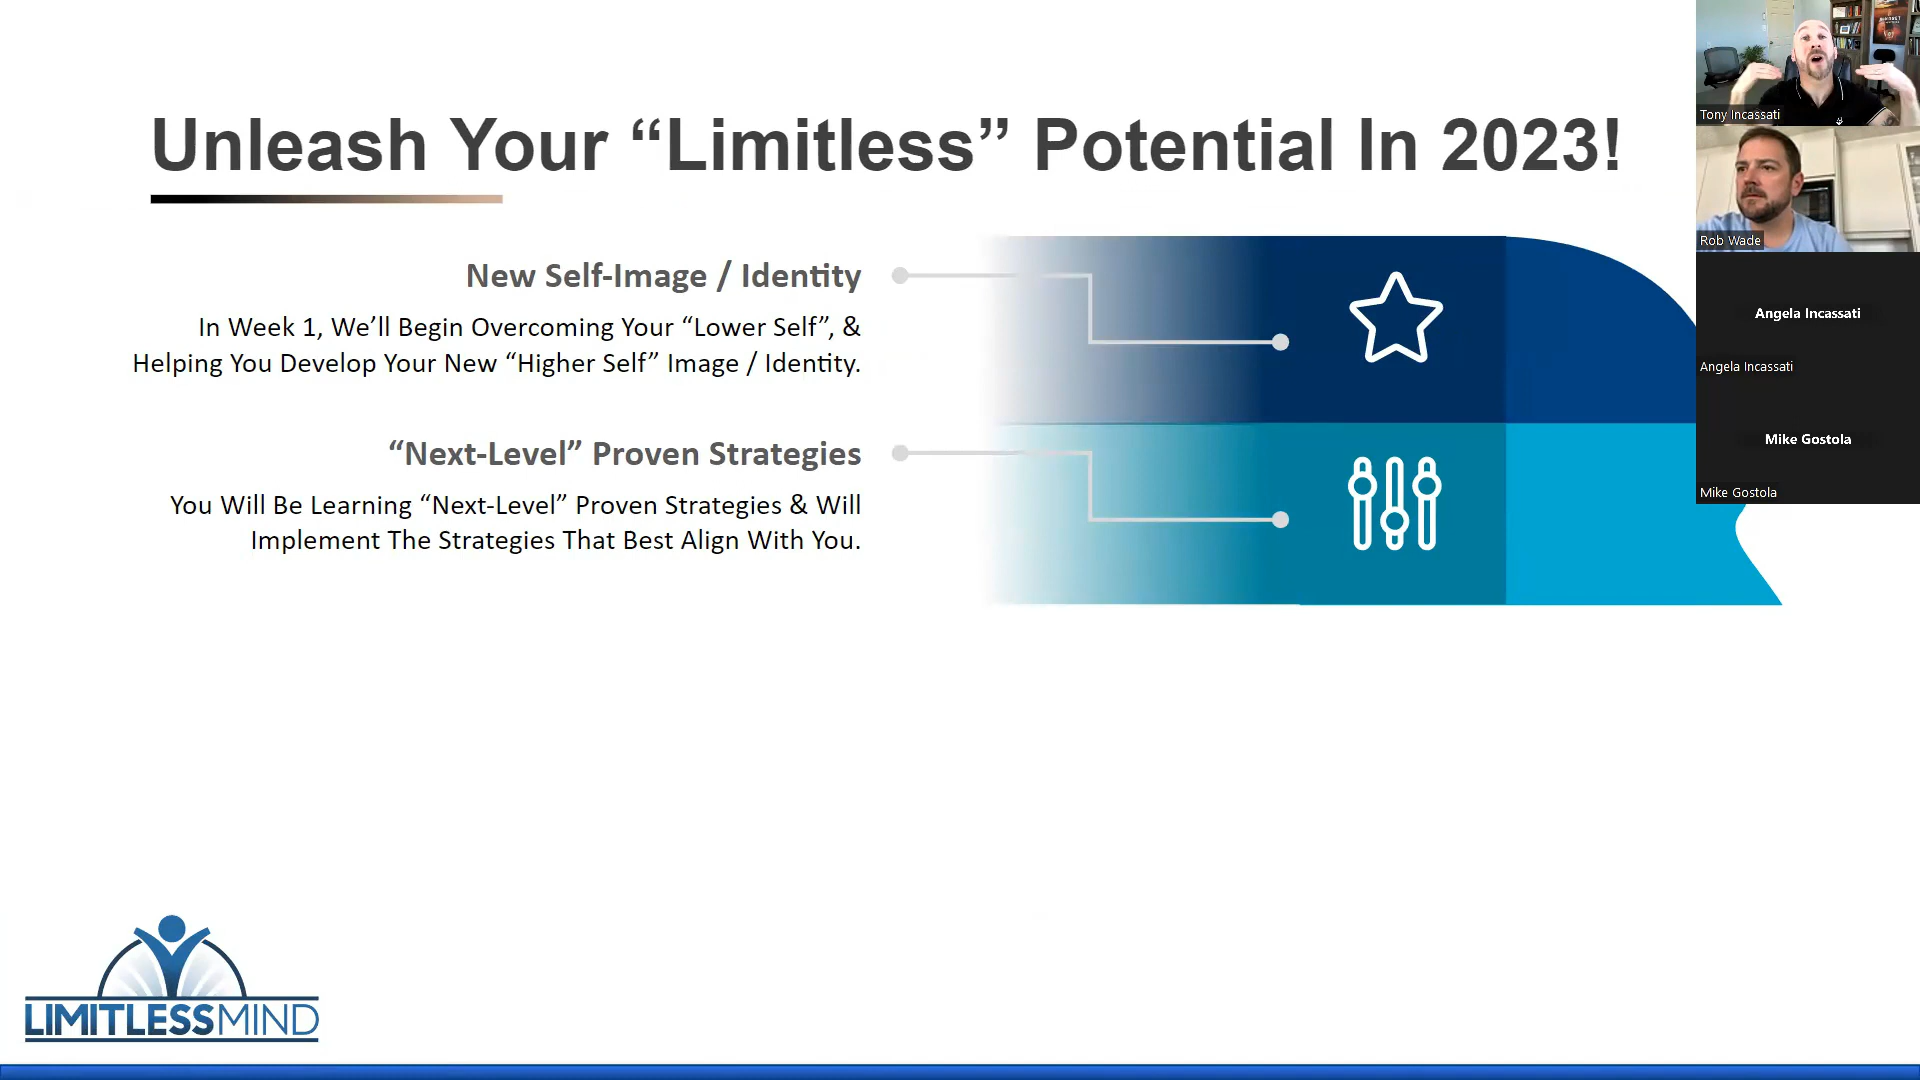 Unleash Your “Limitless” Potential In 2023!
New Self-Image / Identity
In Week 1, We’ll Begin Overcoming Your “Lower Self”, &
Helping You Develop Your New “Higher Self” Image / Identity.
“Next-Level” Proven Strategies
You Will Be Learning “Next-Level” Proven Strategies & Will
Implement The Strategies That Best Align With You.
LIMITLESSMIND
Tony Incassati
Rob Wade
Angela Incassati
Angela Incassati
Mike Gostola
Mike Gostola